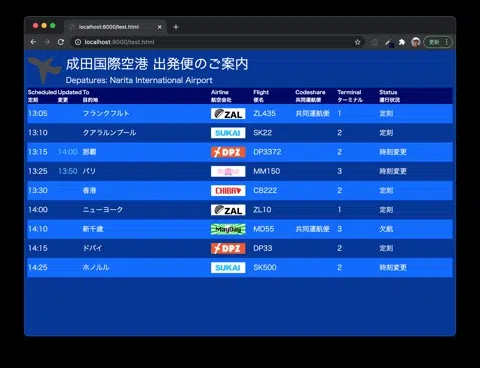 test.html
localhost:8000/test.html
更新
成田国際空港 出発便のご案内
Depatures: Narita International Airport
Scheduled Updated To Airline Flight Codeshare Terminal Status
定刻 変更 目的地 航空会社 便名 共同運航便 ターミナル 運行状況
13:05 フランクフルト ZAL ZL435 共同運航便 1 定刻
13:10 クアラルンプール SUKAI SK22 2 定刻
13:15 14:00 那覇 DPZ DP3372 2 時刻変更
13:25 13:50 パリ MM150 3 時刻変更
13:30 香港 CHIBA CB222 2 定刻
14:00 ニューヨーク ZAL ZL10 1 定刻
14:10 新千歳 MayDay MD55 共同運航便 3 欠航
14:15 ドバイ DPZ DP33 2 定刻
14:25 ホノルル SUKAI SK500 2 時刻変更